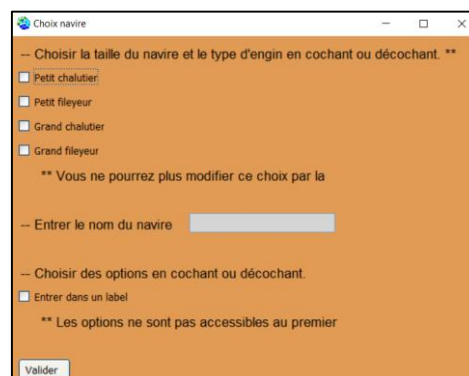 Choix navire
-- Choisir la taille du navire et le type d'engin en cochant ou décochant. **
Petit chalutier
Petit fileyeur
Grand chalutier
Grand fileyeur
** Vous ne pourrez plus modifier ce choix par la
-- Entrer le nom du navire
-- Choisir des options en cochant ou décochant.
Entrer dans un label
** Les options ne sont pas accessibles au premier
Valider